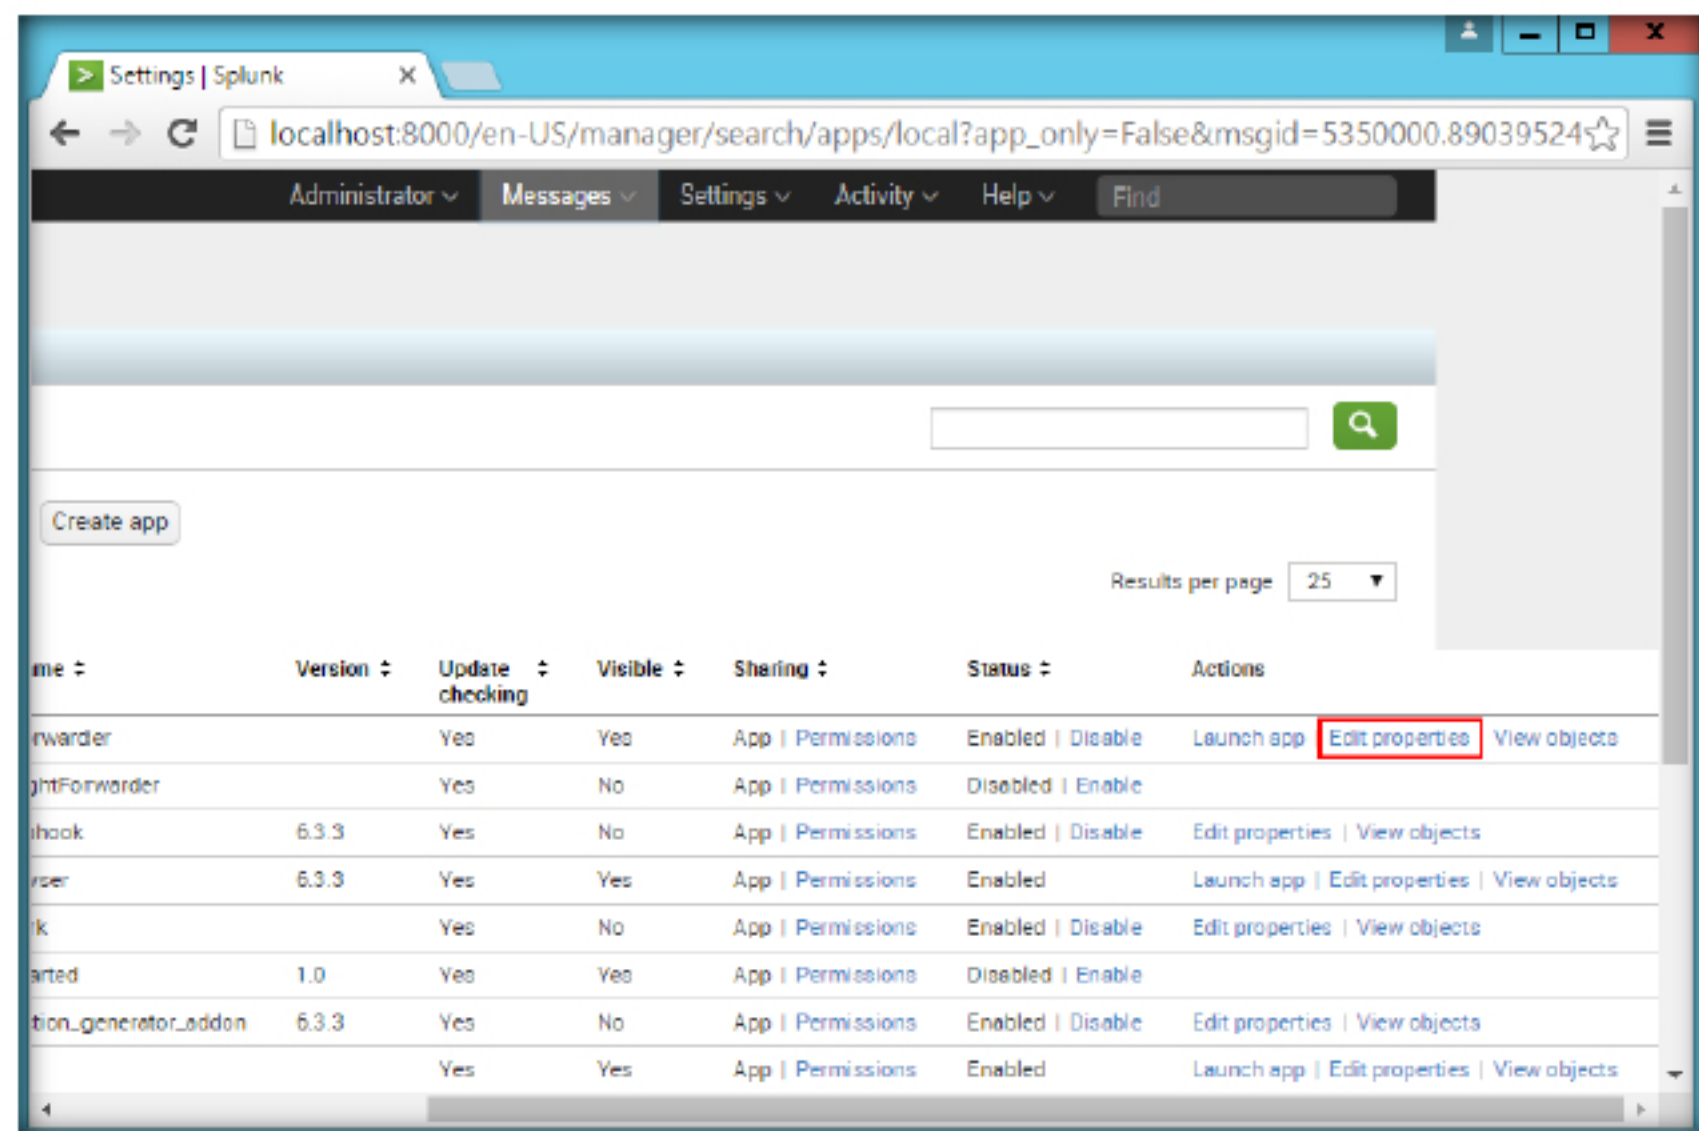 Settings | Splunk
localhost:8000/en-US/manager/search/apps/local?app_only=False&msgid=5350000.89039524
Administrator Messages Settings Activity Help Find
Create app
Results per page 25
ame Version Update checking Visible Sharing Status Actions
rwarder Yes Yes App | Permissions Enabled | Disable Launch app | Edit properties View objects
ghtForwarder Yes No App | Permissions Disabled | Enable
hook 6.3.3 Yes No App | Permissions Enabled | Disable Edit properties | View objects
wser 6.3.3 Yes Yes App | Permissions Enabled Launch app | Edit properties | View objects
rk Yes No App | Permissions Enabled | Disable Edit properties | View objects
arted 1.0 Yes Yes App | Permissions Disabled | Enable
tion_generator_addon 6.3.3 Yes No App | Permissions Enabled | Disable Edit properties | View objects
Yes Yes App | Permissions Enabled Launch app | Edit properties | View objects